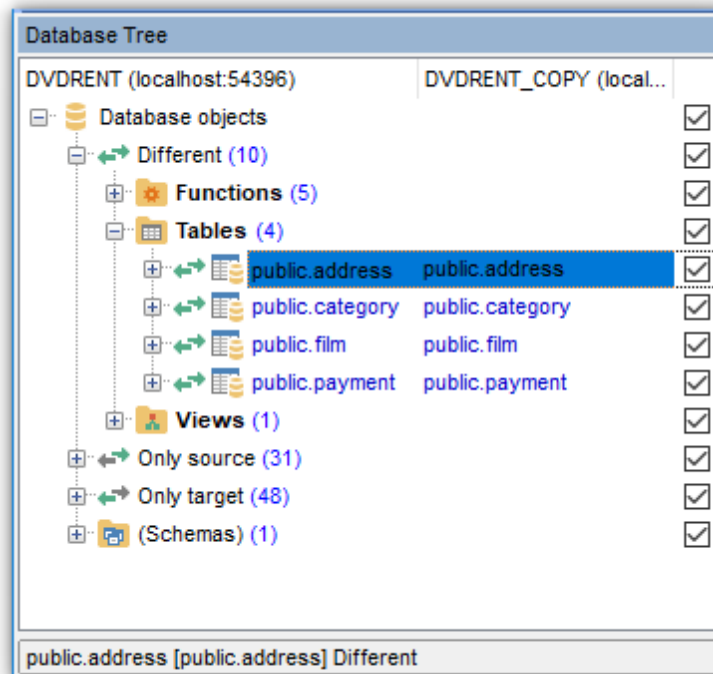 Database Tree
DVDRENT (localhost:54396) DVDRENT_COPY (local...
Database objects
Different (10)
Functions (5)
Tables (4)
public.address public.address
public.category public.category
public.film public.film
public.payment public.payment
Views (1)
Only source (31)
Only target (48)
(Schemas) (1)
public.address [public.address] Different